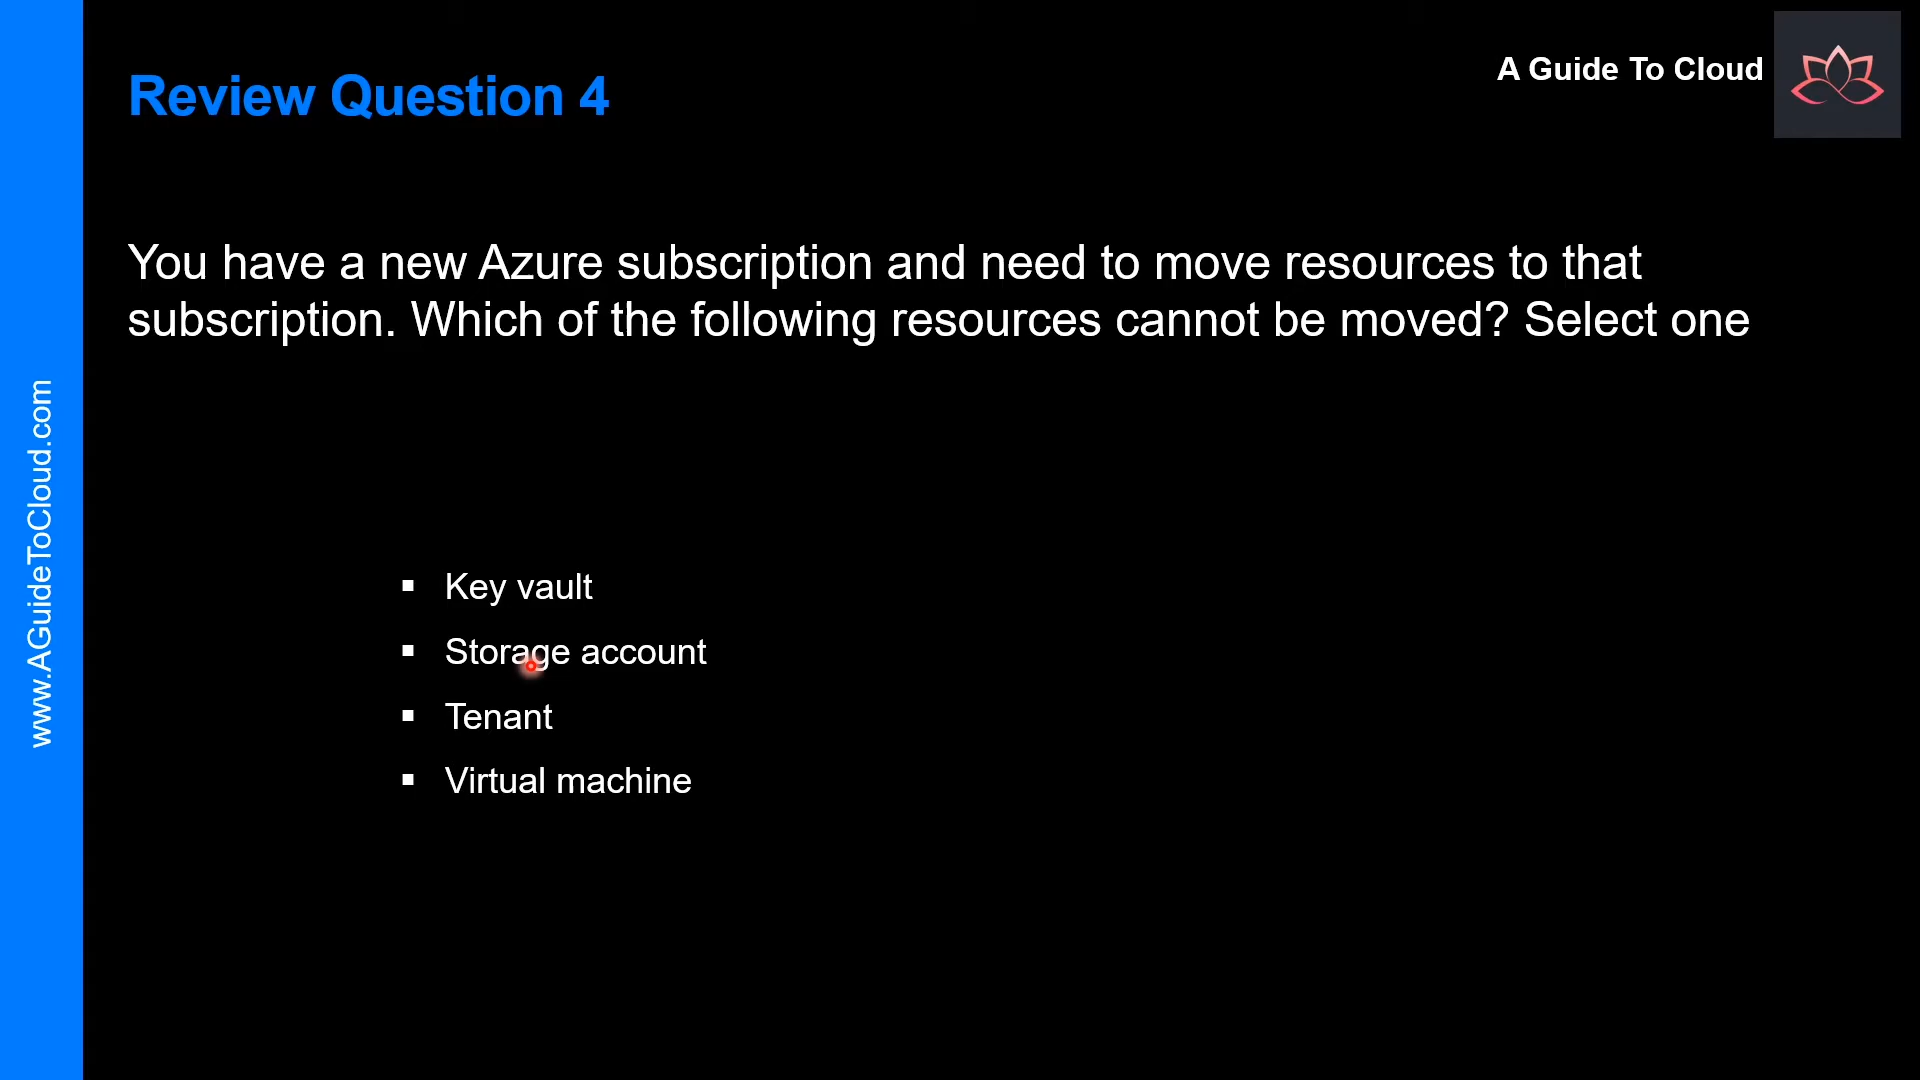 A Guide To Cloud
Review Question 4
You have a new Azure subscription and need to move resources to that
subscription. Which of the following resources cannot be moved? Select one
▪ Key vault
▪ Storage account
▪ Tenant
▪ Virtual machine
www.AGuideToCloud.com